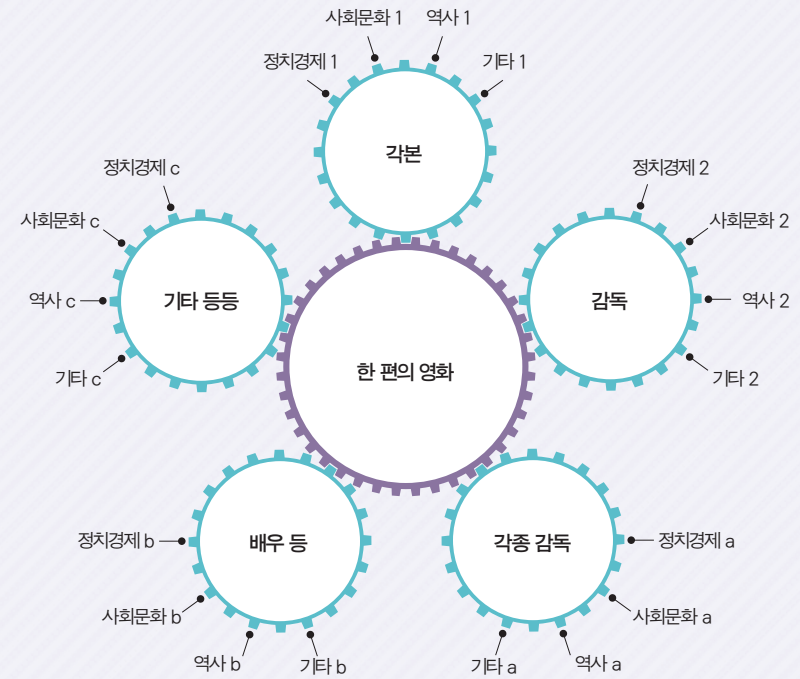 사회문화 1
역사 1
정치경제 1
기타 1
각본
정치경제 c
사회문화 c
역사 c
기타 c
기타 등등
정치경제 2
사회문화 2
역사 2
기타 2
감독
한 편의 영화
정치경제 b
사회문화 b
역사 b
기타 b
배우 등
각종 감독
정치경제 a
사회문화 a
역사 a
기타 a